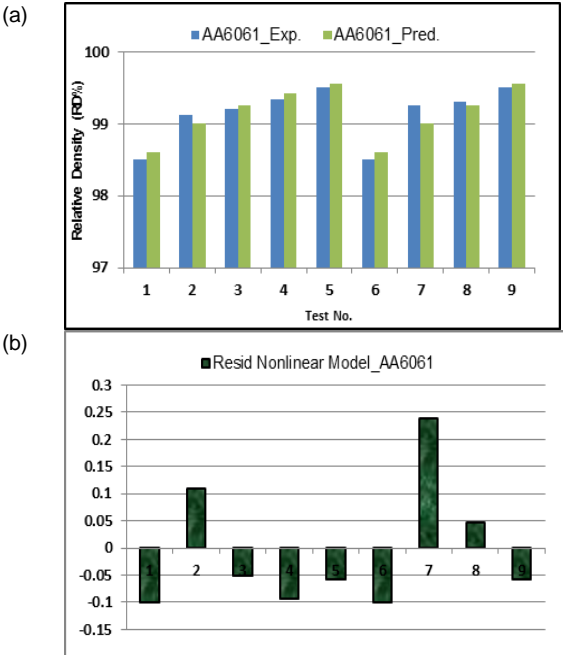 (a)
AA6061_Exp. AA6061_Pred.
Relative Density (RD%)
100
99
98
97
1 2 3 4 5 6 7 8 9
Test No.
(b)
Resid Nonlinear Model_AA6061
0.3
0.25
0.2
0.15
0.1
0.05
0
-0.05
-0.1
-0.15
1 2 3 4 5 6 7 8 9